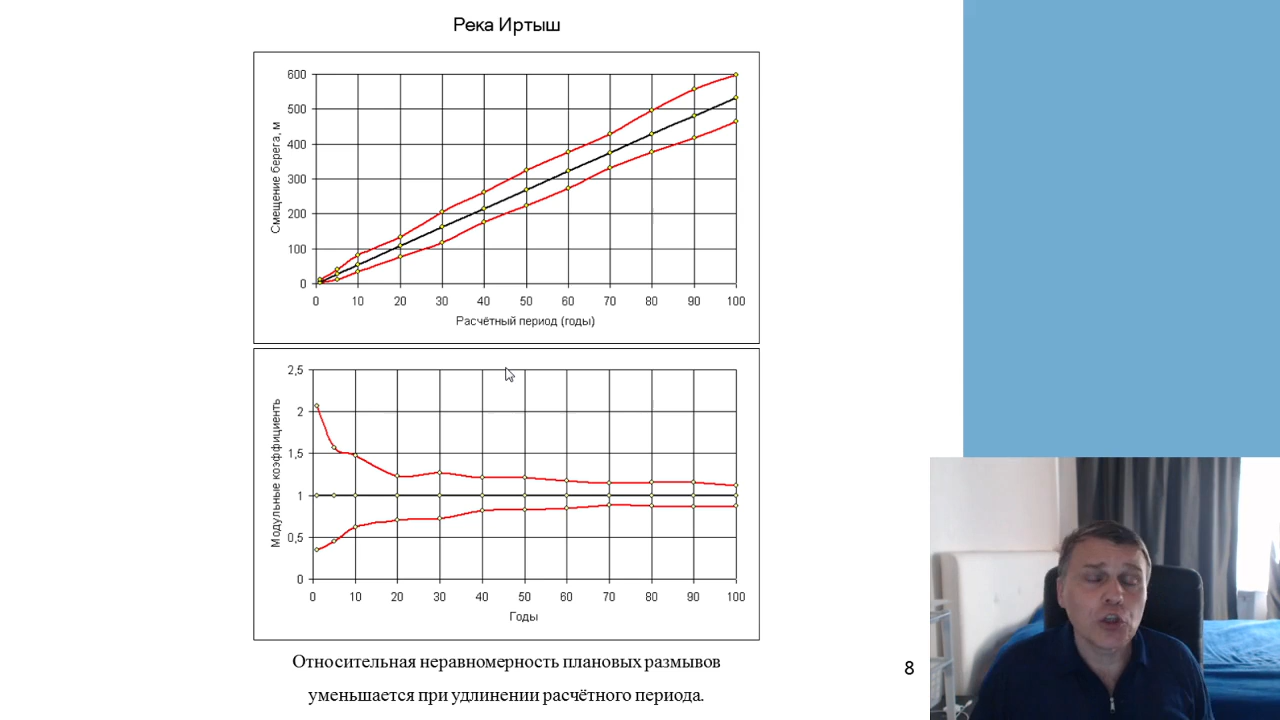 Река Иртыш
600
500
400
300
200
100
0
Смещение берега, м
0 10 20 30 40 50 60 70 80 90 100
Расчётный период (годы)
2,5
2
1,5
1
0,5
0
Модульные коэффициенть
0 10 20 30 40 50 60 70 80 90 100
Годы
Относительная неравномерность плановых размывов
уменьшается при удлинении расчётного периода.
8